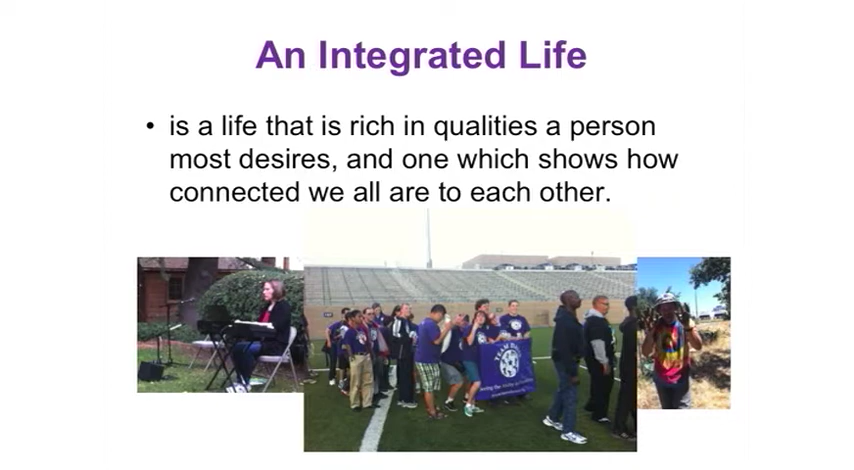 An Integrated Life
• is a life that is rich in qualities a person
most desires, and one which shows how
connected we all are to each other.